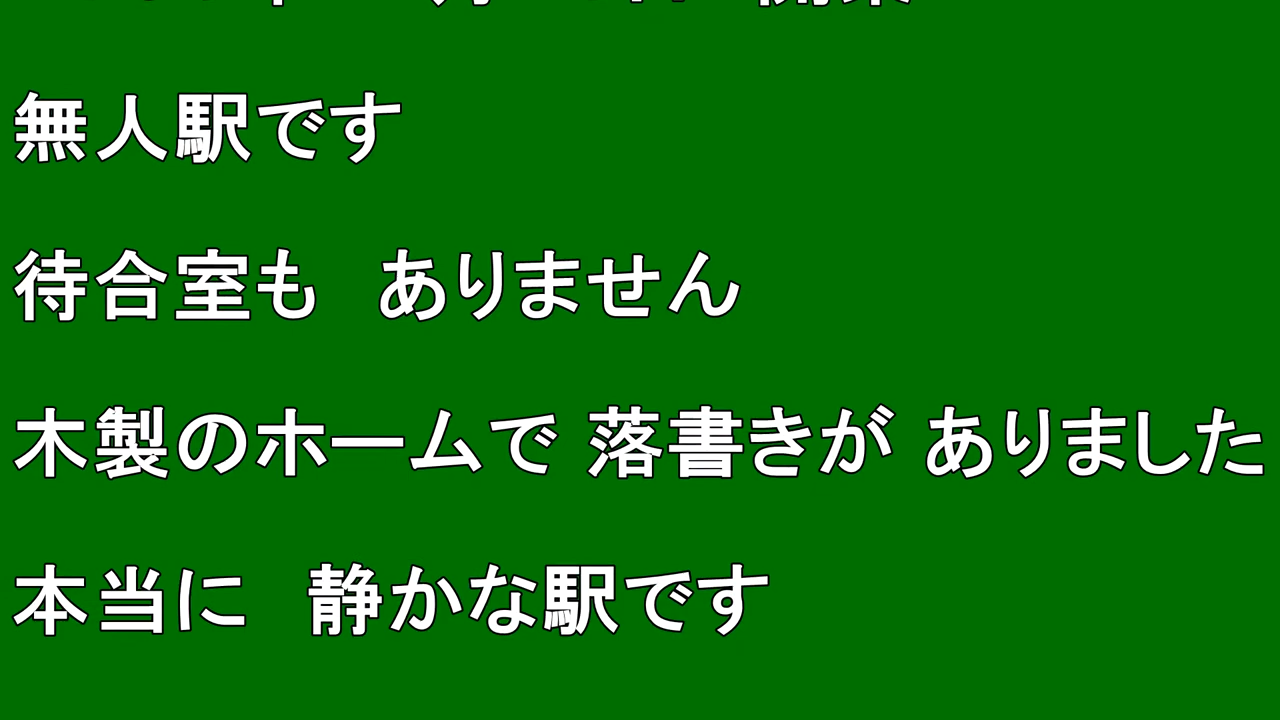 無人駅です
待合室も　ありません
木製のホームで 落書きが ありました
本当に　静かな駅です